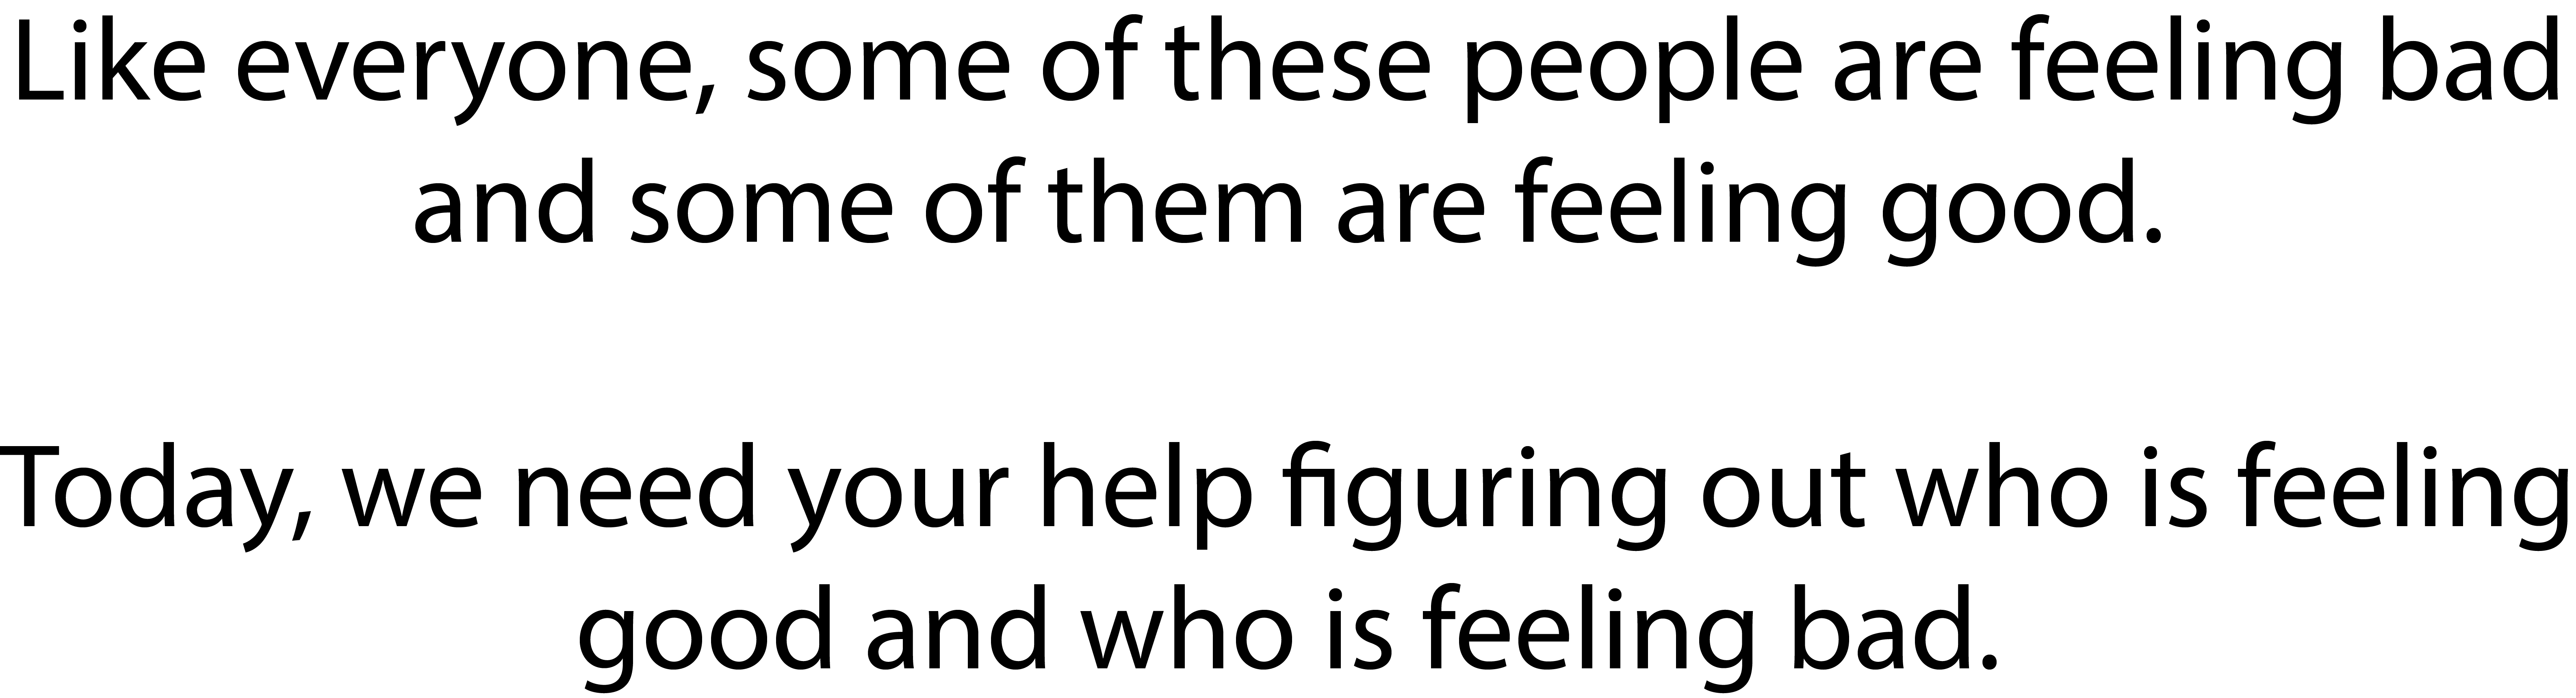 Like everyone, some of these people are feeling bad
and some of them are feeling good.
Today, we need your help figuring out who is feeling
good and who is feeling bad.